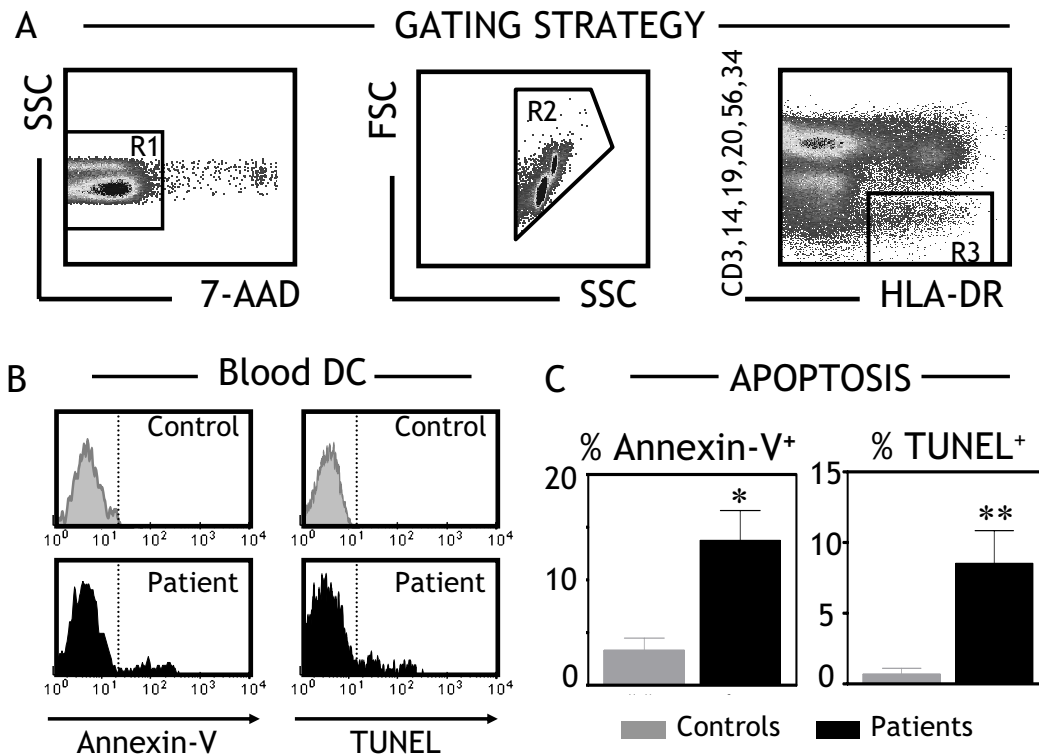 A
GATING STRATEGY
SSC
R1
7-AAD
FSC
R2
SSC
CD3,14,19,20,56,34
R3
HLA-DR
B
Blood DC
Control
10⁰ 10¹ 10² 10³ 10⁴
Control
10⁰ 10¹ 10² 10³ 10⁴
Patient
10⁰ 10¹ 10² 10³ 10⁴
Patient
10⁰ 10¹ 10² 10³ 10⁴
Annexin-V
TUNEL
C
APOPTOSIS
% Annexin-V⁺
20
10
0
*
% TUNEL⁺
15
10
5
0
**
Controls
Patients